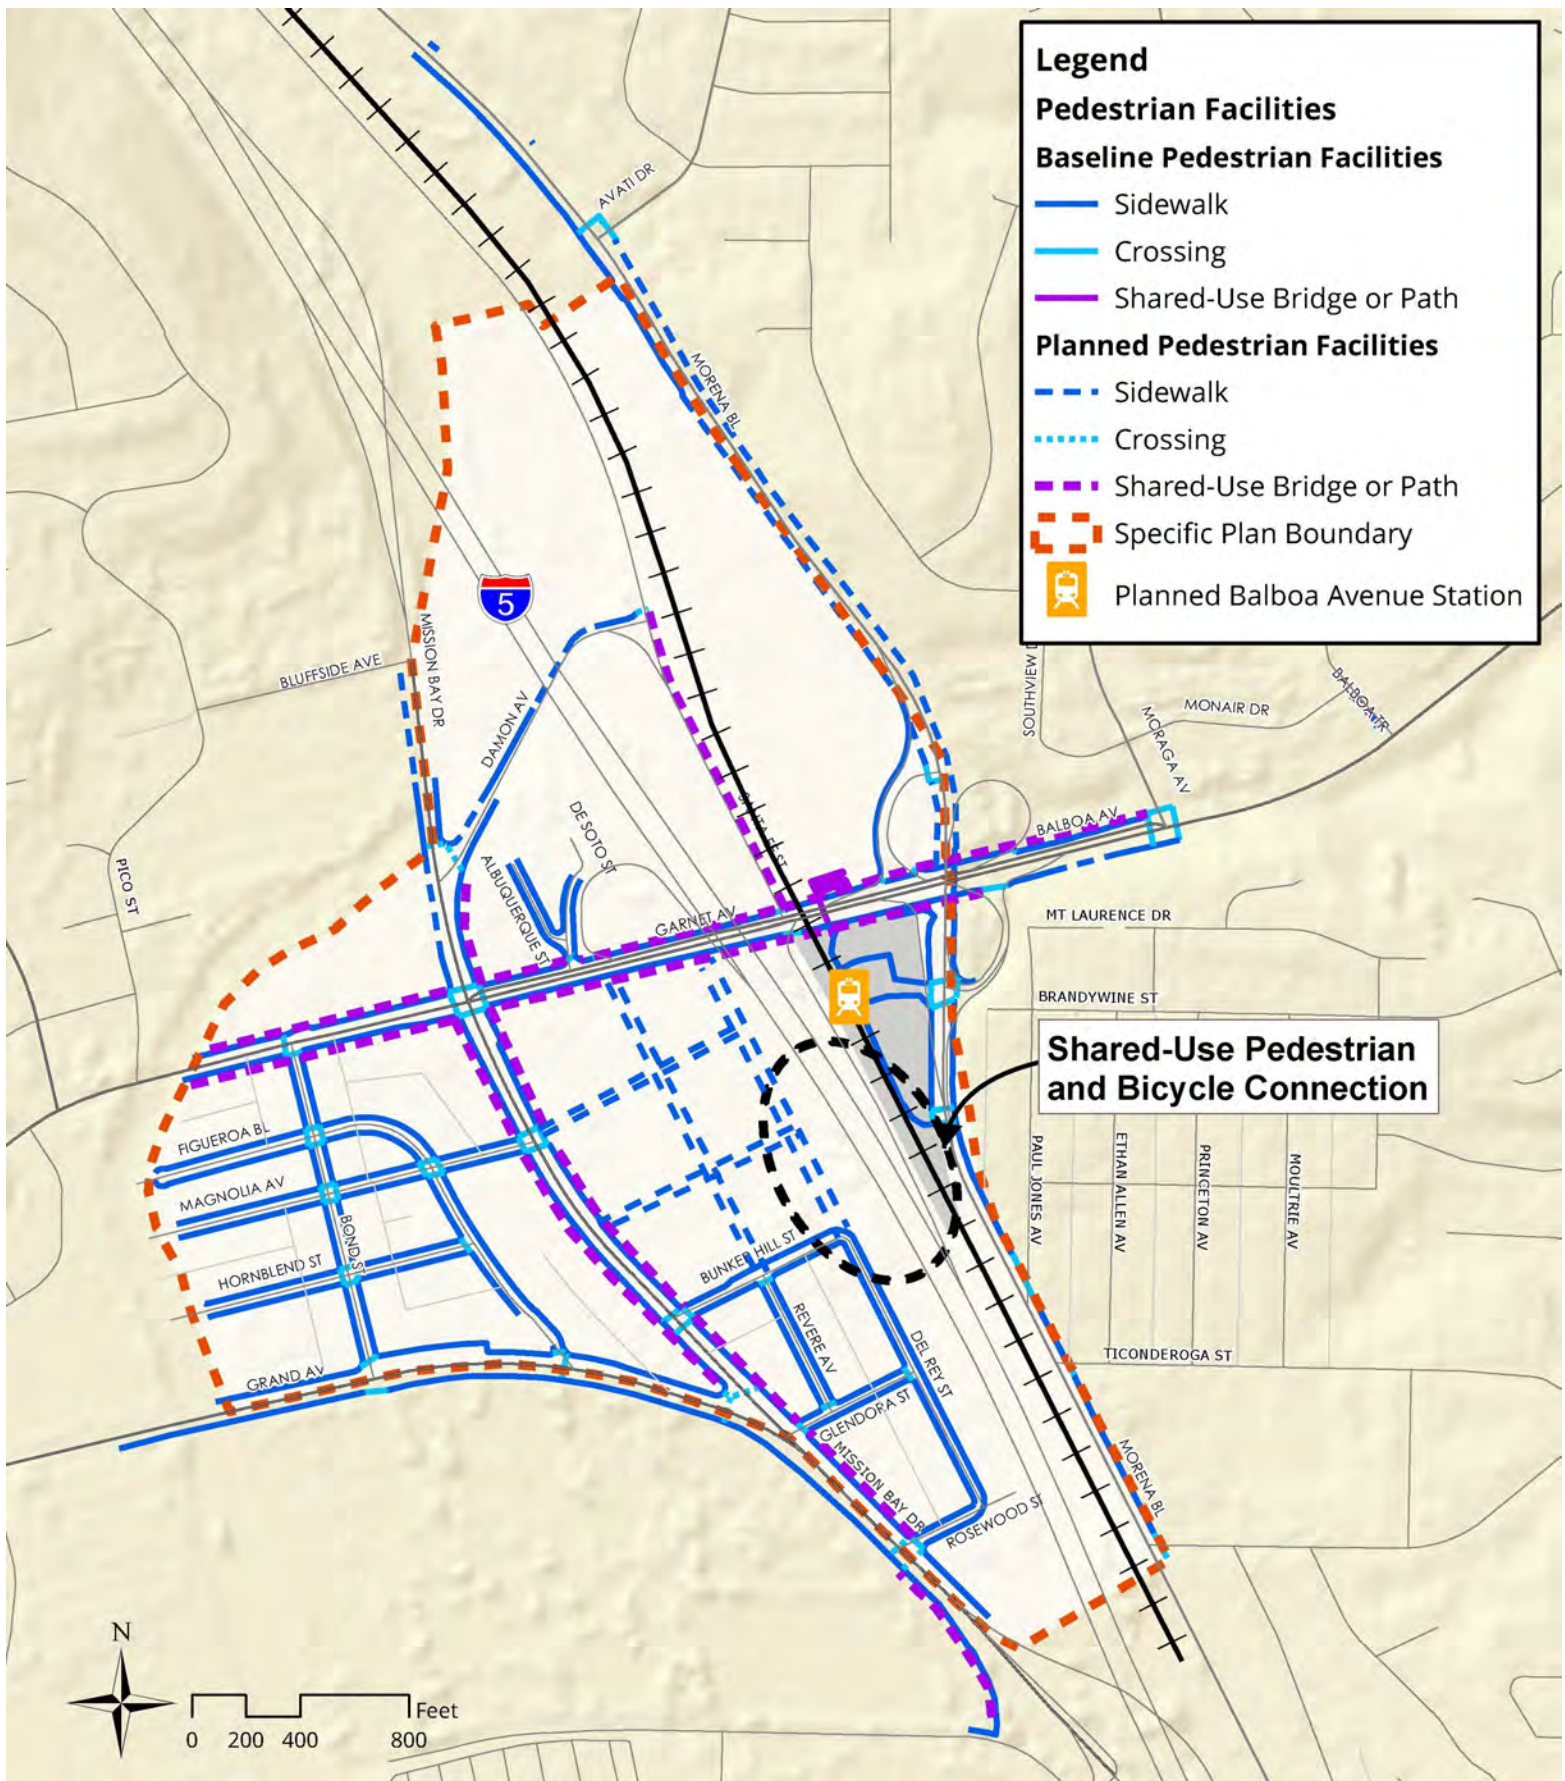 Legend
Pedestrian Facilities
Baseline Pedestrian Facilities
Sidewalk
Crossing
Shared-Use Bridge or Path
Planned Pedestrian Facilities
Sidewalk
Crossing
Shared-Use Bridge or Path
Specific Plan Boundary
Planned Balboa Avenue Station
AVATI DR
MORENA BL
5
MISSION BAY DR
BLUFFSIDE AVE
DAMON AV
SANTA FE ST
DE SOTO ST
ALBUQUERQUE ST
GARNET AV
PICO ST
SOUTHVIEW
MONAIR DR
MORAGA AV
BALBOA TR
BALBOA AV
MT LAURENCE DR
BRANDYWINE ST
Shared-Use Pedestrian
and Bicycle Connection
PAUL JONES AV
ETHAN ALLEN AV
PRINCETON AV
MOULTRIE AV
TICONDEROGA ST
FIGUEROA BL
MAGNOLIA AV
BOND ST
HORNBLEND ST
GRAND AV
BUNKER HILL ST
REVERE AV
DEL REY ST
GLENDORA ST
MISSION BAY DR
ROSEWOOD ST
MORENA BL
N
Feet
0 200 400 800